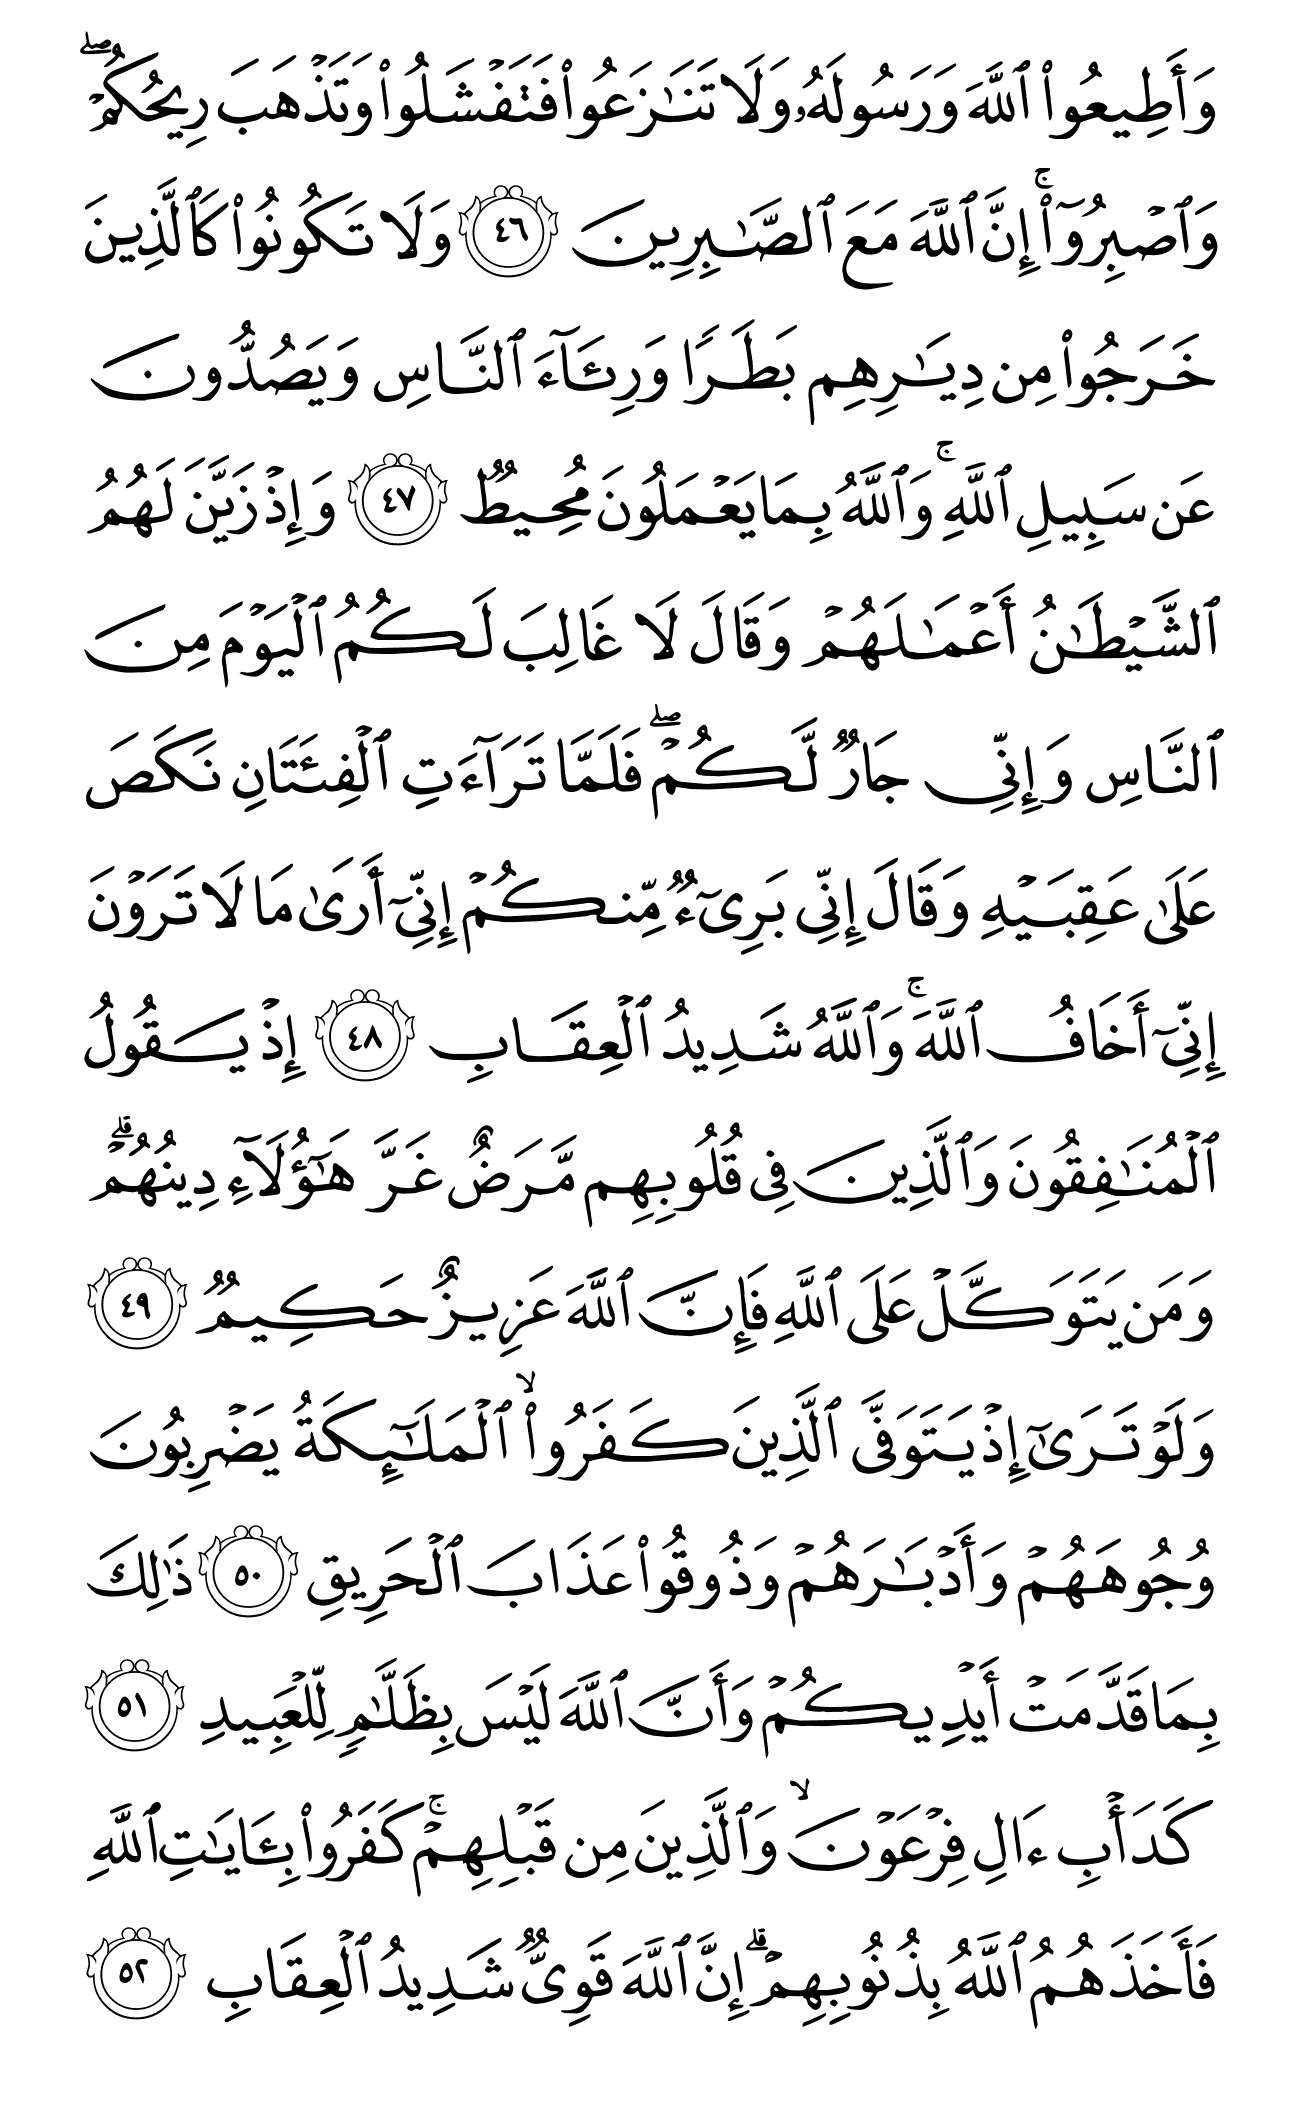 وَأَطِيعُوا۟ ٱللَّهَ وَرَسُولَهُۥ وَلَا تَنَـٰزَعُوا۟ فَتَفْشَلُوا۟ وَتَذْهَبَ رِيحُكُمْ ۖ
وَٱصْبِرُوٓا۟ ۚ إِنَّ ٱللَّهَ مَعَ ٱلصَّـٰبِرِينَ ٤٦ وَلَا تَكُونُوا۟ كَٱلَّذِينَ
خَرَجُوا۟ مِن دِيَـٰرِهِم بَطَرًا وَرِئَآءَ ٱلنَّاسِ وَيَصُدُّونَ
عَن سَبِيلِ ٱللَّهِ ۚ وَٱللَّهُ بِمَا يَعْمَلُونَ مُحِيطٌ ٤٧ وَإِذْ زَيَّنَ لَهُمُ
ٱلشَّيْطَـٰنُ أَعْمَـٰلَهُمْ وَقَالَ لَا غَالِبَ لَكُمُ ٱلْيَوْمَ مِنَ
ٱلنَّاسِ وَإِنِّى جَارٌ لَّكُمْ ۖ فَلَمَّا تَرَآءَتِ ٱلْفِئَتَانِ نَكَصَ
عَلَىٰ عَقِبَيْهِ وَقَالَ إِنِّى بَرِىٓءٌ مِّنكُمْ إِنِّىٓ أَرَىٰ مَا لَا تَرَوْنَ
إِنِّىٓ أَخَافُ ٱللَّهَ ۚ وَٱللَّهُ شَدِيدُ ٱلْعِقَابِ ٤٨ إِذْ يَقُولُ
ٱلْمُنَـٰفِقُونَ وَٱلَّذِينَ فِى قُلُوبِهِم مَّرَضٌ غَرَّ هَـٰٓؤُلَآءِ دِينُهُمْ ۗ
وَمَن يَتَوَكَّلْ عَلَى ٱللَّهِ فَإِنَّ ٱللَّهَ عَزِيزٌ حَكِيمٌ ٤٩
وَلَوْ تَرَىٰٓ إِذْ يَتَوَفَّى ٱلَّذِينَ كَفَرُوا۟ ۙ ٱلْمَلَـٰٓئِكَةُ يَضْرِبُونَ
وُجُوهَهُمْ وَأَدْبَـٰرَهُمْ وَذُوقُوا۟ عَذَابَ ٱلْحَرِيقِ ٥٠ ذَٰلِكَ
بِمَا قَدَّمَتْ أَيْدِيكُمْ وَأَنَّ ٱللَّهَ لَيْسَ بِظَلَّـٰمٍ لِّلْعَبِيدِ ٥١
كَدَأْبِ ءَالِ فِرْعَوْنَ ۙ وَٱلَّذِينَ مِن قَبْلِهِمْ ۚ كَفَرُوا۟ بِـَٔايَـٰتِ ٱللَّهِ
فَأَخَذَهُمُ ٱللَّهُ بِذُنُوبِهِمْ ۗ إِنَّ ٱللَّهَ قَوِىٌّ شَدِيدُ ٱلْعِقَابِ ٥٢